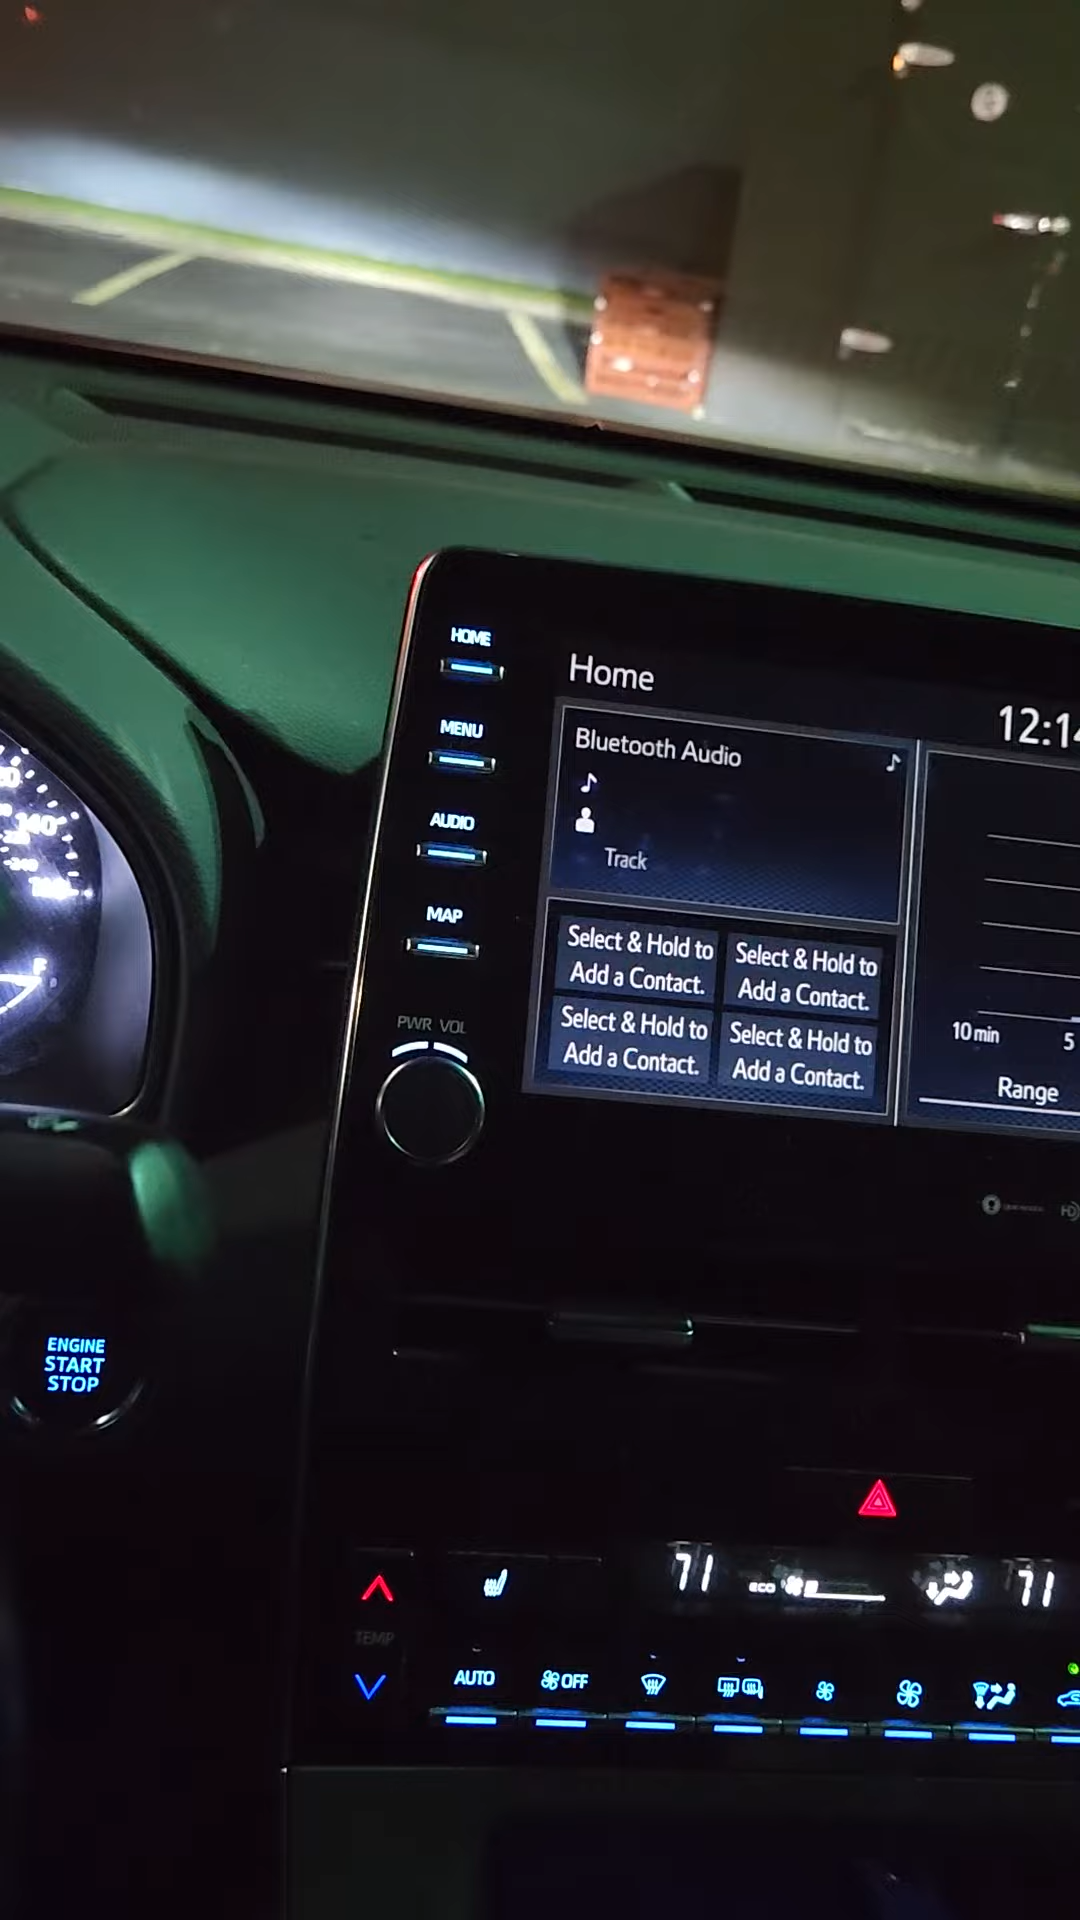 HOME
Home
12:14
MENU
Bluetooth Audio
AUDIO
Track
MAP
Select & Hold to
Add a Contact.
Select & Hold to
Add a Contact.
Select & Hold to
Add a Contact.
Select & Hold to
Add a Contact.
10 min
5
Range
PWR VOL
140
F
HD
ENGINE
START
STOP
71
ECO
71
TEMP
AUTO
OFF